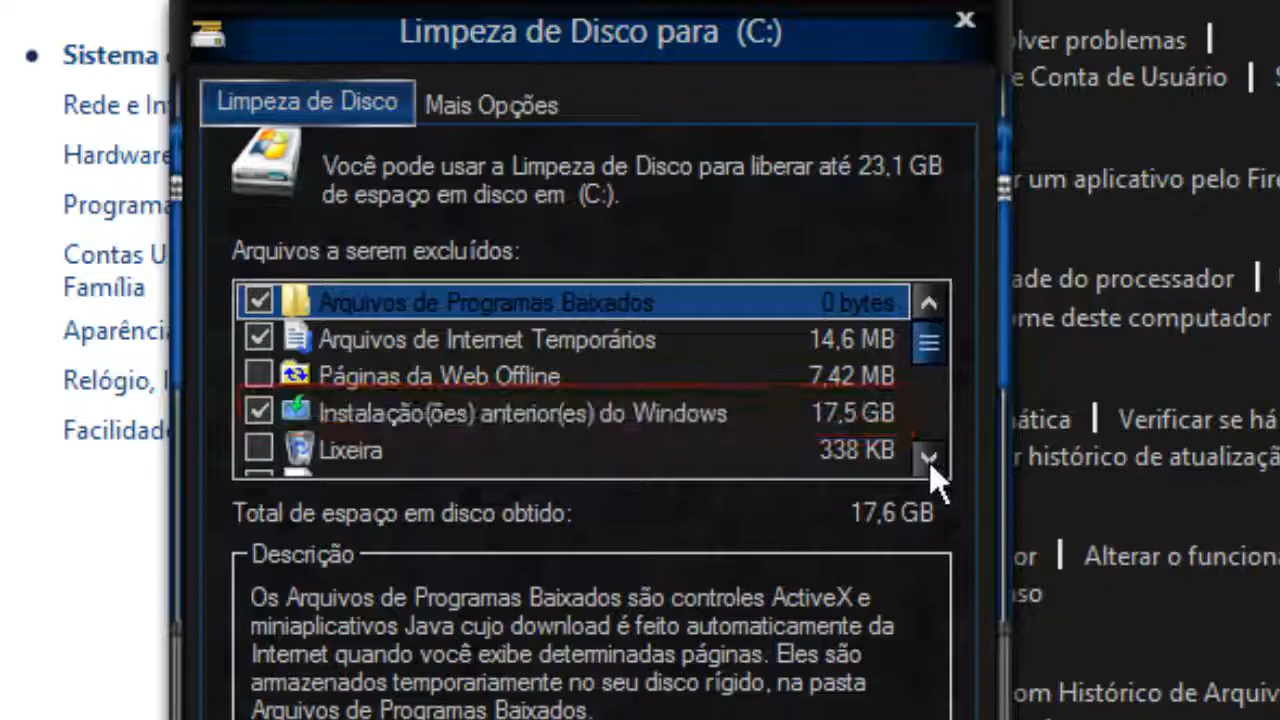 Limpeza de Disco para (C:)
Limpeza de Disco
Mais Opções
Você pode usar a Limpeza de Disco para liberar até 23,1 GB
de espaço em disco em (C:).
Arquivos a serem excluídos:
Arquivos de Programas Baixados 0 bytes
Arquivos de Internet Temporários 14,6 MB
Páginas da Web Offline 7,42 MB
Instalação(ões) anterior(es) do Windows 17,5 GB
Lixeira 338 KB
Total de espaço em disco obtido: 17,6 GB
Descrição
Os Arquivos de Programas Baixados são controles ActiveX e
miniaplicativos Java cujo download é feito automaticamente da
Internet quando você exibe determinadas páginas. Eles são
armazenados temporariamente no seu disco rígido, na pasta
Arquivos de Programas Baixados.
Sistema
Rede e In
Hardware
Programa
Contas U
Família
Aparência
Relógio,
Facilidade
lver problemas
e Conta de Usuário
r um aplicativo pelo Fire
ade do processador
me deste computador
ática Verificar se há
r histórico de atualizaçã
or Alterar o funciona
so
om Histórico de Arquiv